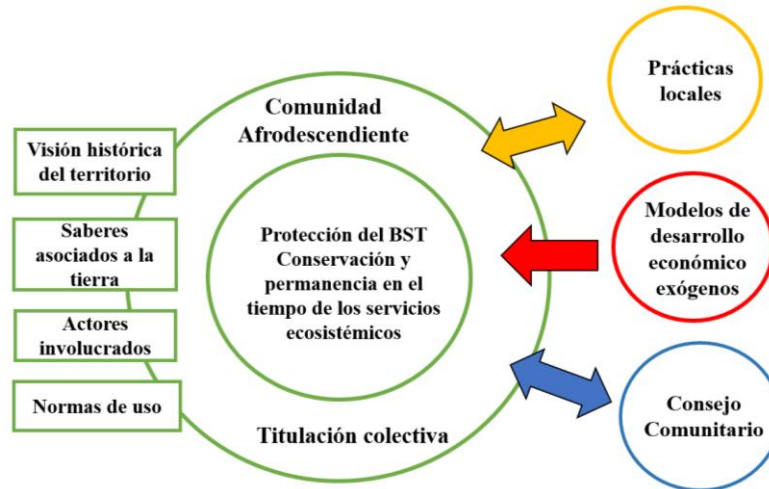 Comunidad
Afrodescendiente
Visión histórica
del territorio
Saberes
asociados a la
tierra
Actores
involucrados
Normas de uso
Protección del BST
Conservación y
permanencia en el
tiempo de los servicios
ecosistémicos
Titulación colectiva
Prácticas
locales
Modelos de
desarrollo
económico
exógenos
Consejo
Comunitario